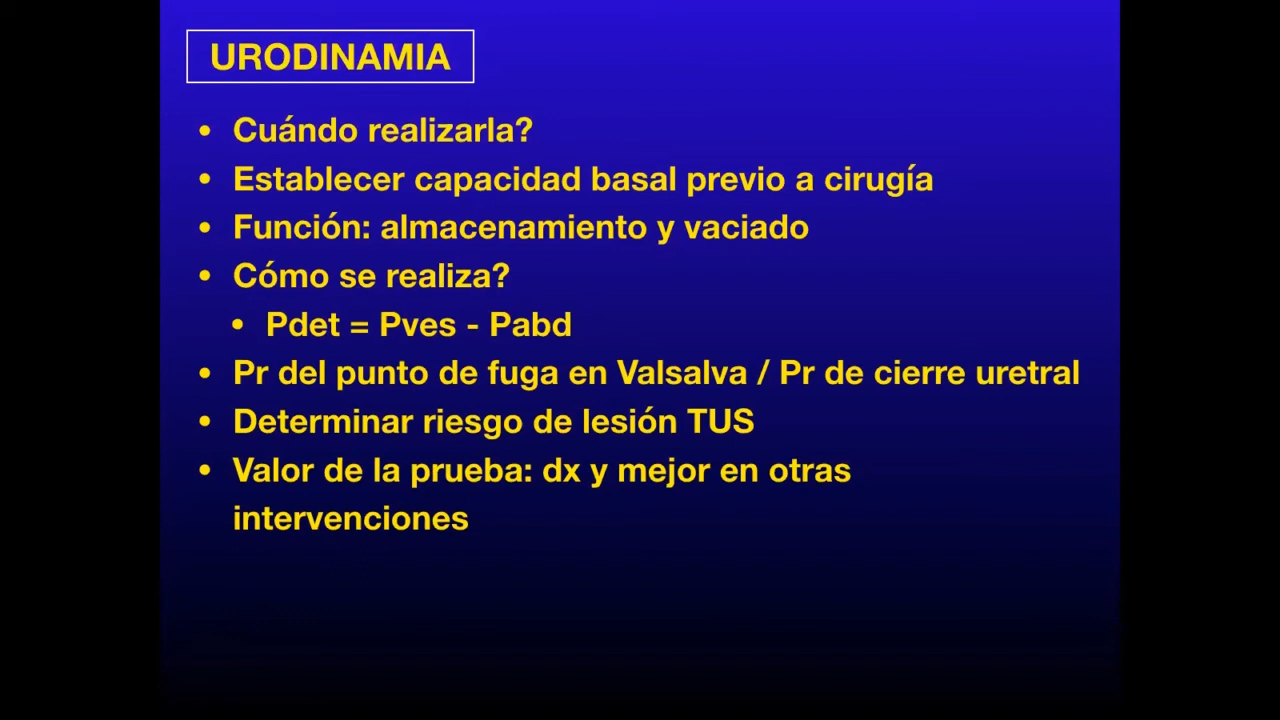 URODINAMIA
• Cuándo realizarla?
• Establecer capacidad basal previo a cirugía
• Función: almacenamiento y vaciado
• Cómo se realiza?
• Pdet = Pves - Pabd
• Pr del punto de fuga en Valsalva / Pr de cierre uretral
• Determinar riesgo de lesión TUS
• Valor de la prueba: dx y mejor en otras
intervenciones